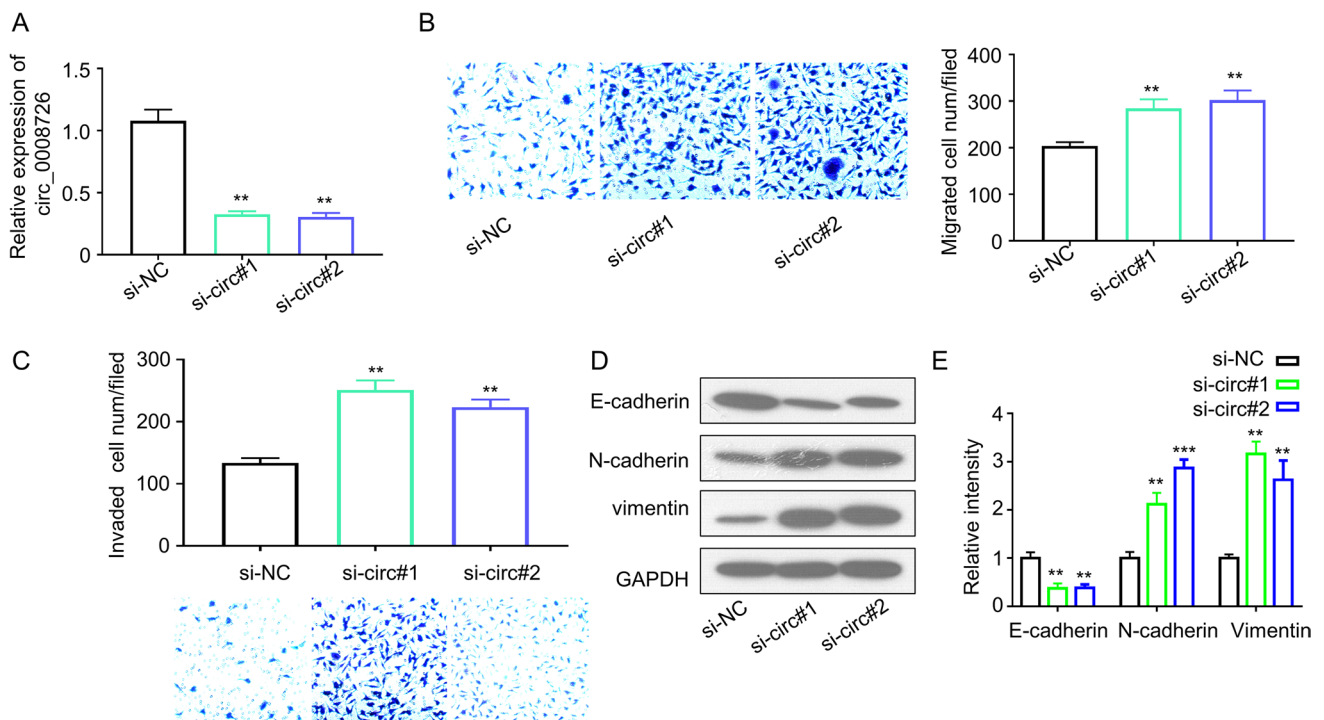 A
Relative expression of
circ_0008726
1.5
1.0
0.5
0
**
**
si-NC
si-circ#1
si-circ#2
B
si-NC
si-circ#1
si-circ#2
Migrated cell num/filed
400
300
200
100
0
**
**
si-NC
si-circ#1
si-circ#2
C
Invaded cell num/filed
300
200
100
0
**
**
si-NC
si-circ#1
si-circ#2
D
E-cadherin
N-cadherin
vimentin
GAPDH
si-NC
si-circ#1
si-circ#2
E
si-NC
si-circ#1
si-circ#2
Relative intensity
4
3
2
1
0
**
**
**
***
**
**
E-cadherin
N-cadherin
Vimentin